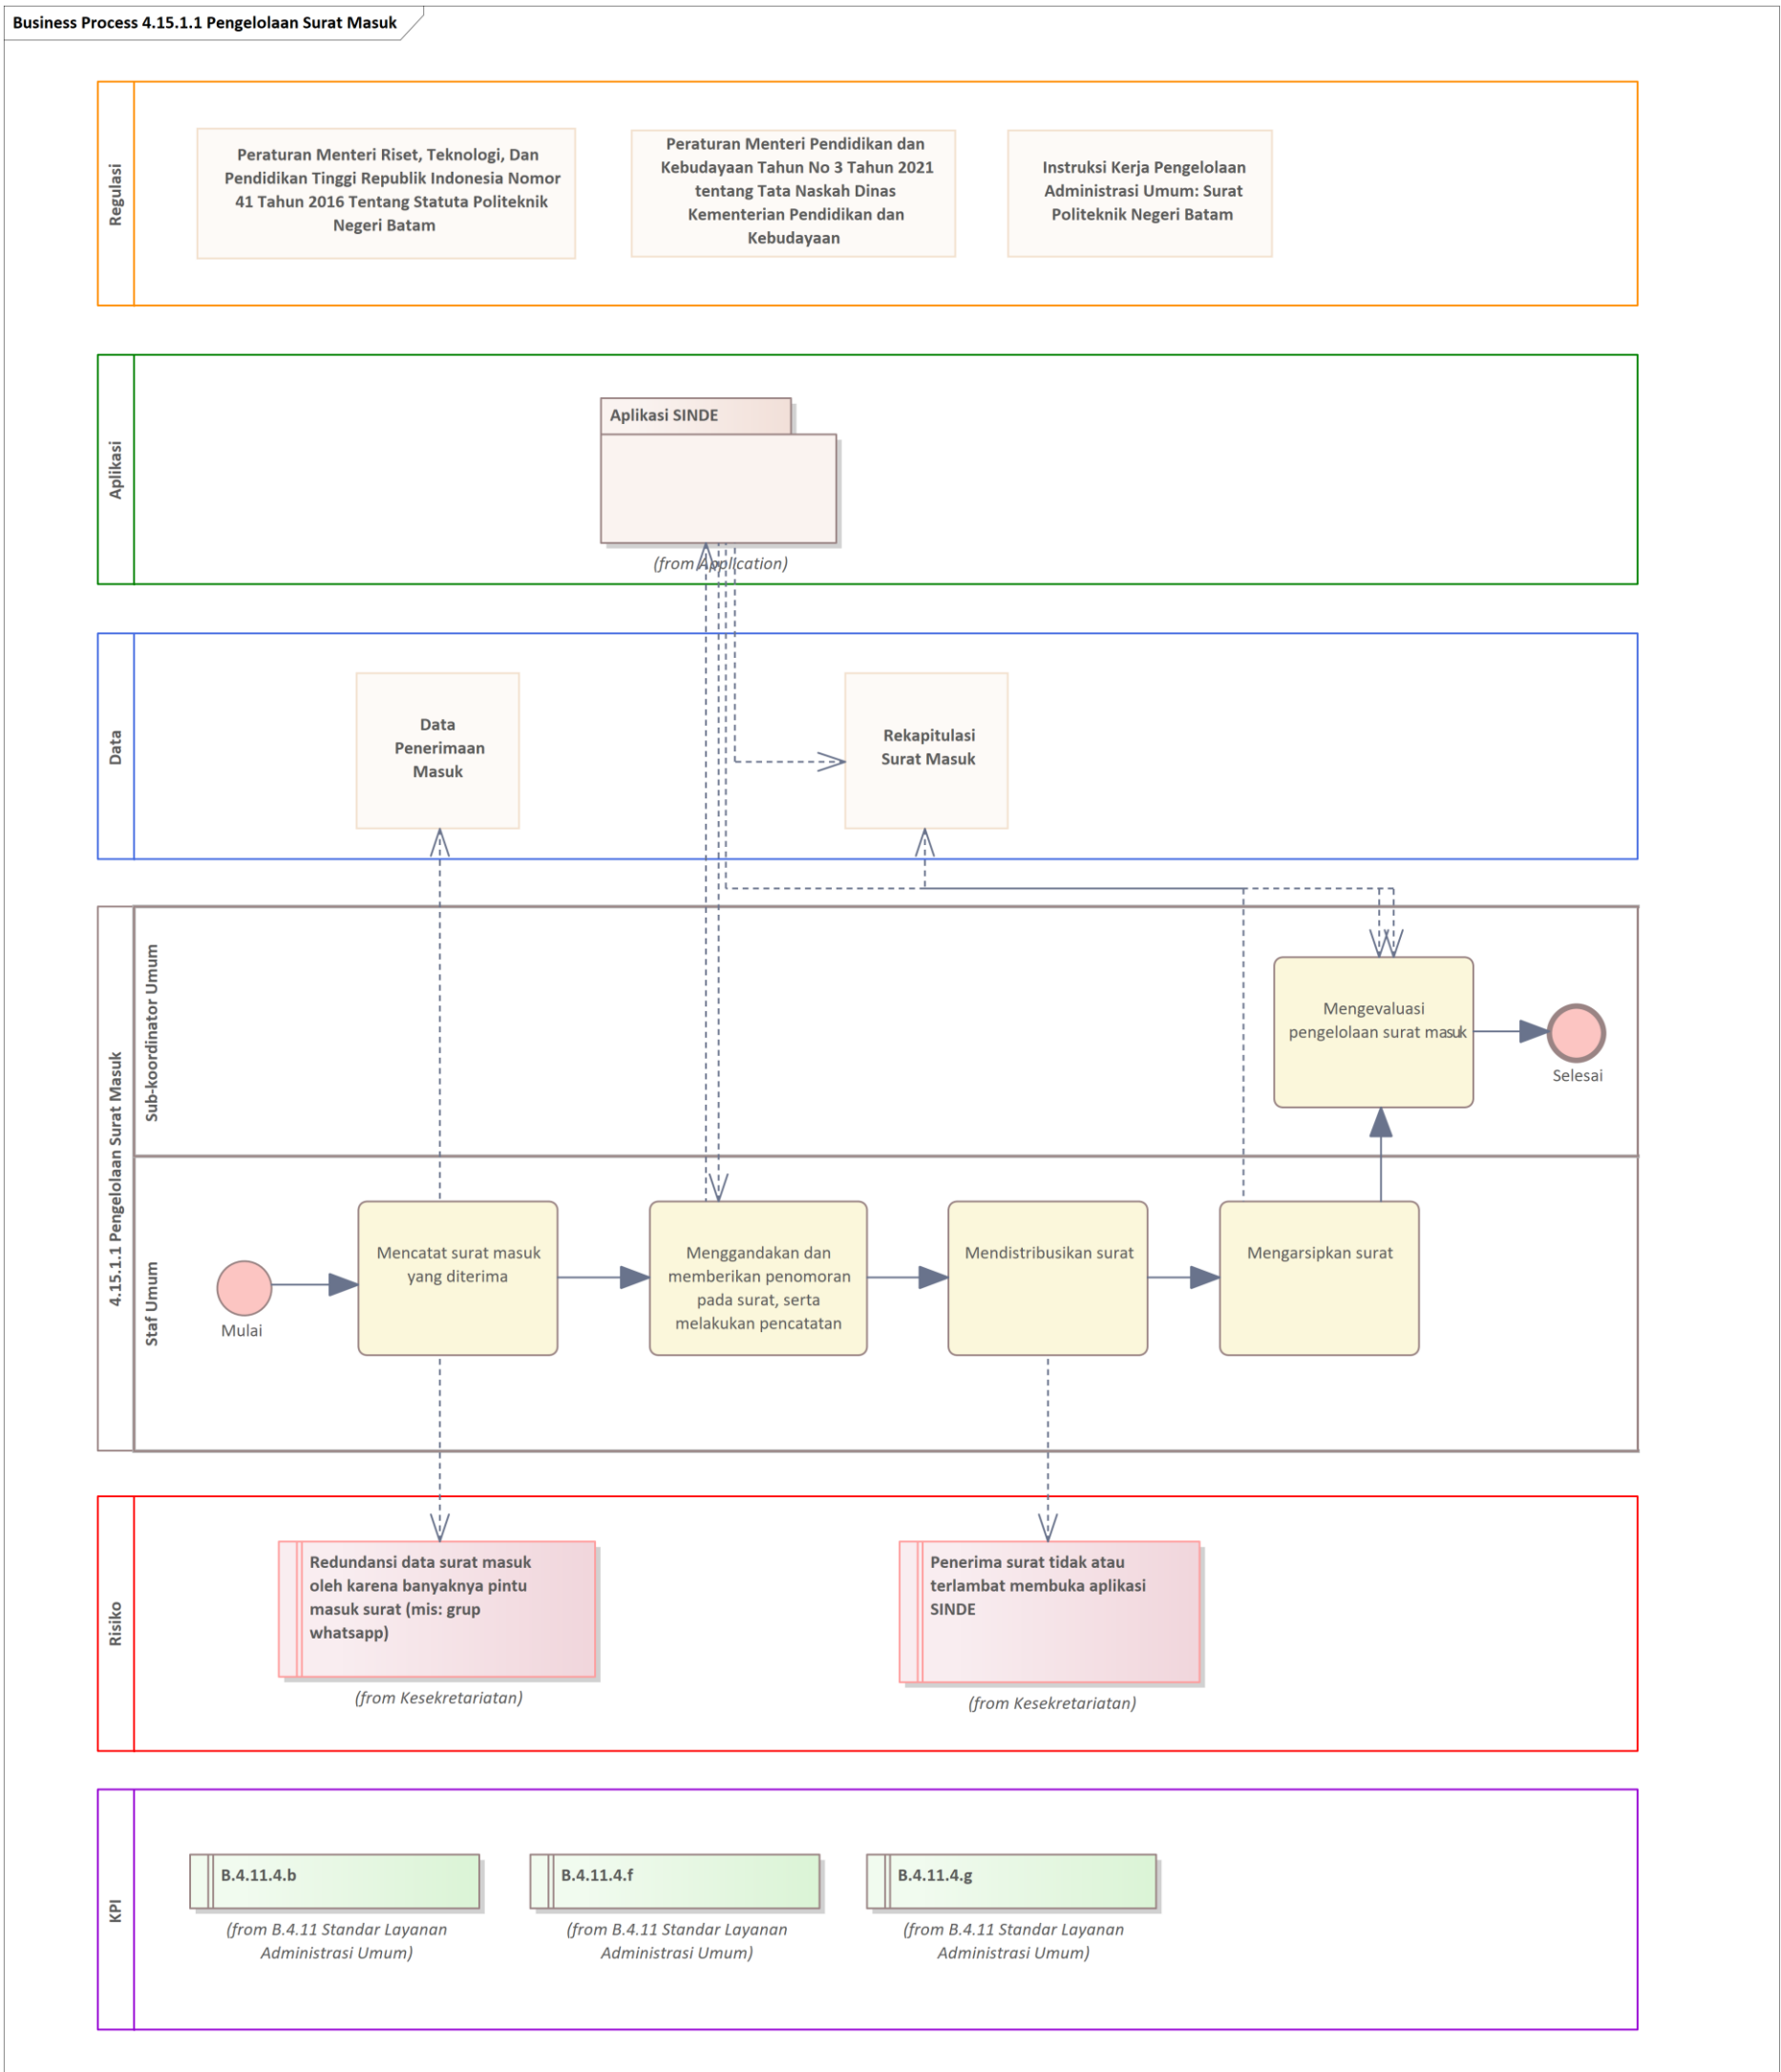 Business Process 4.15.1.1 Pengelolaan Surat Masuk
Regulasi
Peraturan Menteri Riset, Teknologi, Dan
Pendidikan Tinggi Republik Indonesia Nomor
41 Tahun 2016 Tentang Statuta Politeknik
Negeri Batam
Peraturan Menteri Pendidikan dan
Kebudayaan Tahun No 3 Tahun 2021
tentang Tata Naskah Dinas
Kementerian Pendidikan dan
Kebudayaan
Instruksi Kerja Pengelolaan
Administrasi Umum: Surat
Politeknik Negeri Batam
Aplikasi
Aplikasi SINDE
(from Application)
Data
Data
Penerimaan
Masuk
Rekapitulasi
Surat Masuk
4.15.1.1 Pengelolaan Surat Masuk
Sub-koordinator Umum
Mengevaluasi
pengelolaan surat masuk
Selesai
Staf Umum
Mulai
Mencatat surat masuk
yang diterima
Menggandakan dan
memberikan penomoran
pada surat, serta
melakukan pencatatan
Mendistribusikan surat
Mengarsipkan surat
Risiko
Redundansi data surat masuk
oleh karena banyaknya pintu
masuk surat (mis: grup
whatsapp)
(from Kesekretariatan)
Penerima surat tidak atau
terlambat membuka aplikasi
SINDE
(from Kesekretariatan)
KPI
B.4.11.4.b
(from B.4.11 Standar Layanan
Administrasi Umum)
B.4.11.4.f
(from B.4.11 Standar Layanan
Administrasi Umum)
B.4.11.4.g
(from B.4.11 Standar Layanan
Administrasi Umum)